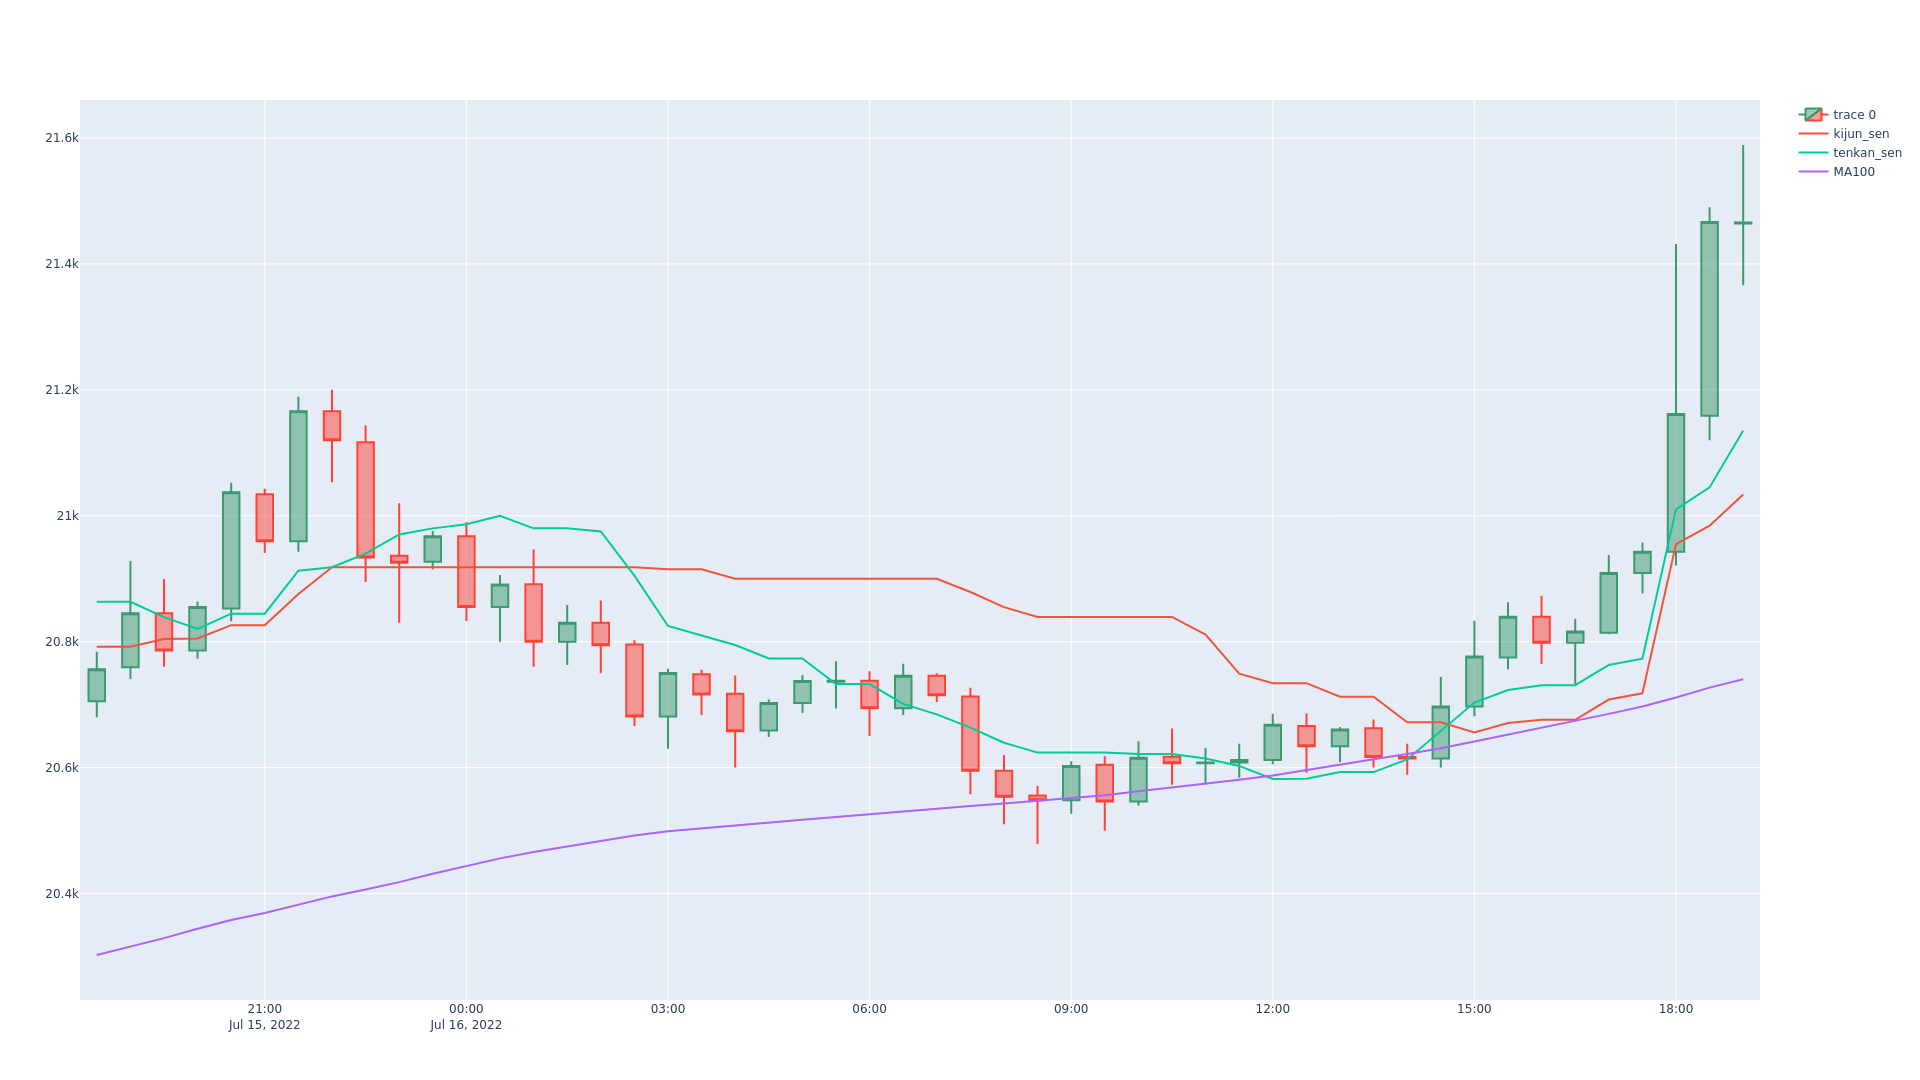 21.6k
21.4k
21.2k
21k
20.8k
20.6k
20.4k
21:00
Jul 15, 2022
00:00
Jul 16, 2022
03:00
06:00
09:00
12:00
15:00
18:00
trace 0
kijun_sen
tenkan_sen
MA100